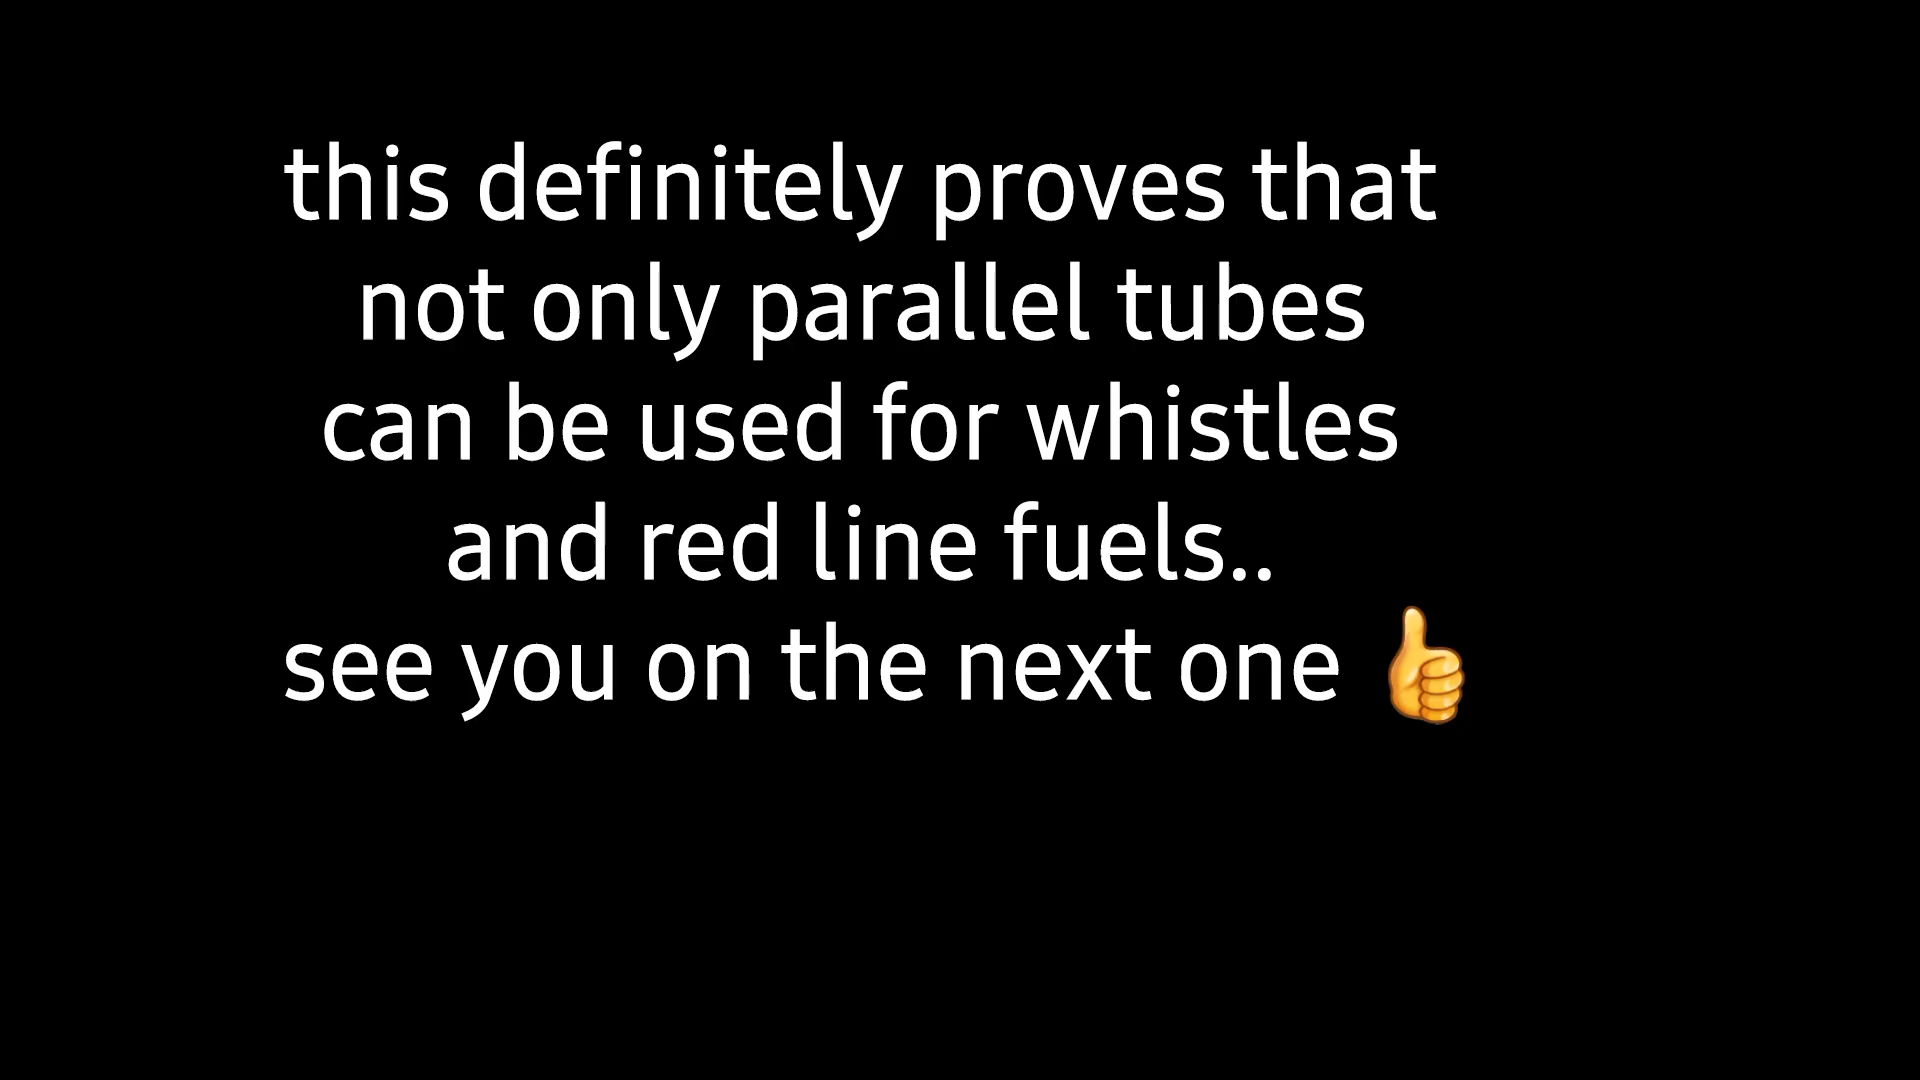 this definitely proves that
not only parallel tubes
can be used for whistles
and red line fuels..
see you on the next one 👍